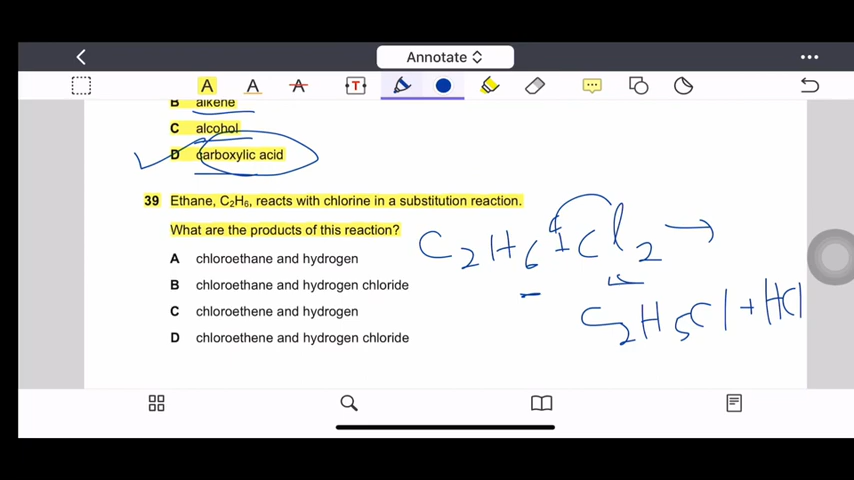 Annotate
A A A T
B alkene
C alcohol
D carboxylic acid
39 Ethane, C₂H₆, reacts with chlorine in a substitution reaction.
What are the products of this reaction?
A chloroethane and hydrogen
B chloroethane and hydrogen chloride
C chloroethene and hydrogen
D chloroethene and hydrogen chloride
C₂H₆ + Cl₂ →
C₂H₅Cl + HCl